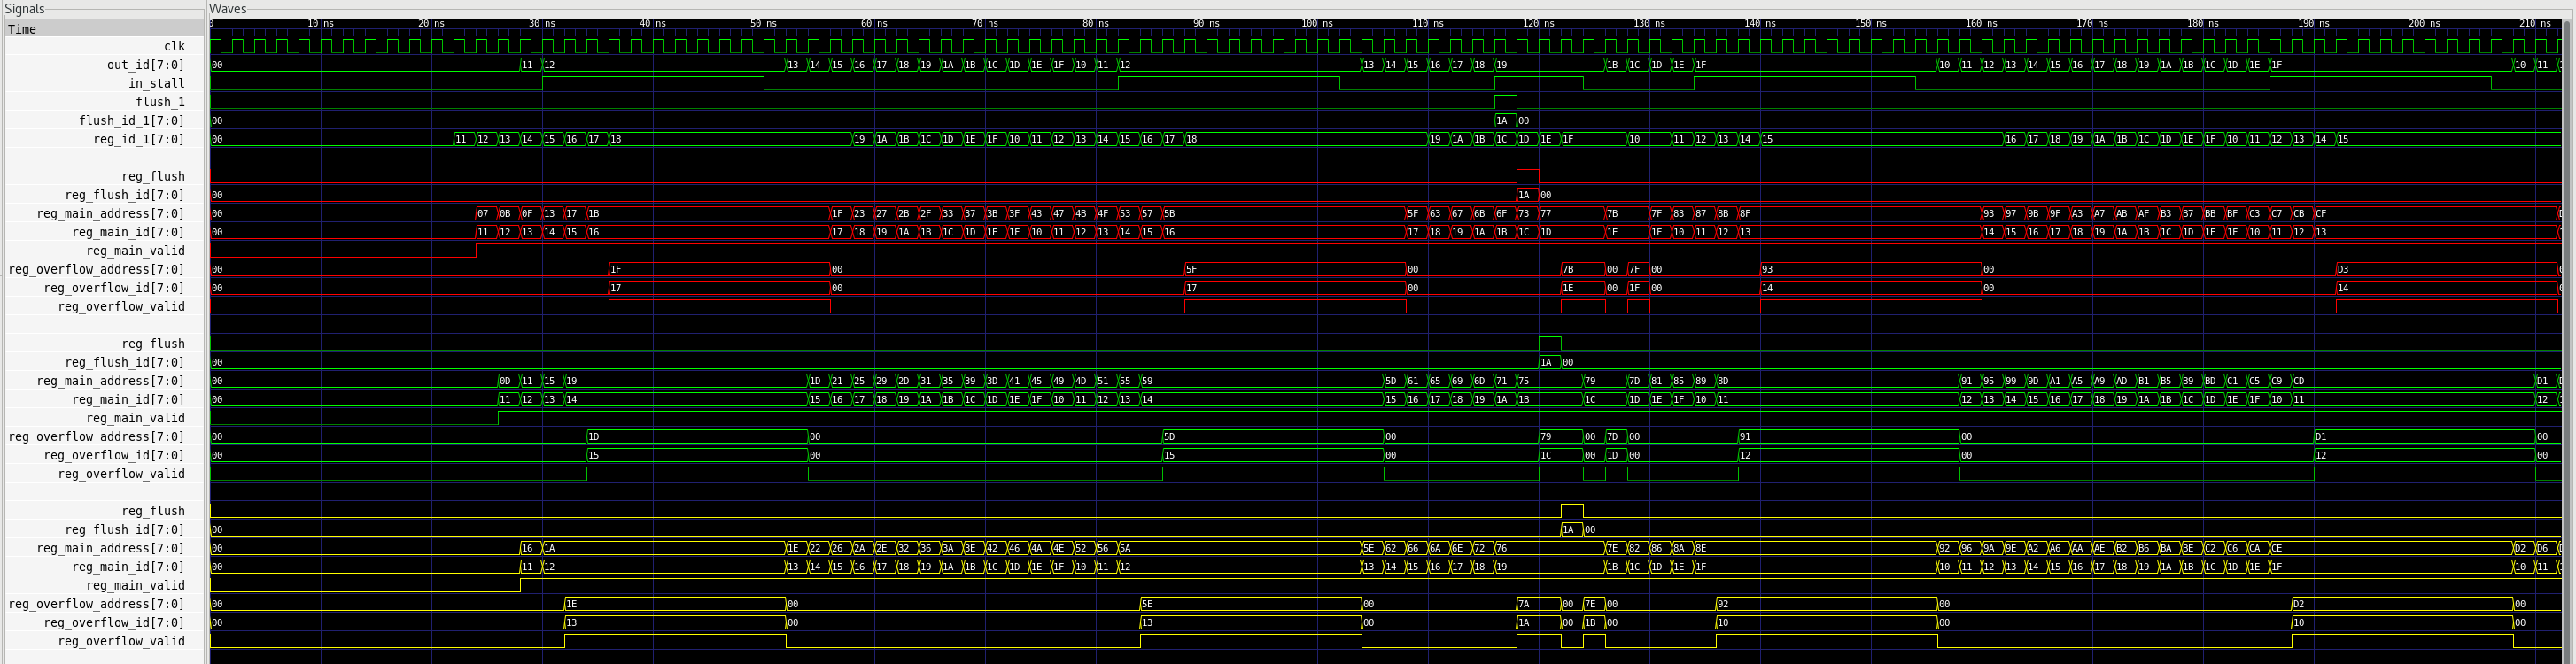 Signals Waves
Time 0 10 ns 20 ns 30 ns 40 ns 50 ns 60 ns 70 ns 80 ns 90 ns 100 ns 110 ns 120 ns 130 ns 140 ns 150 ns 160 ns 170 ns 180 ns 190 ns 200 ns 210 ns
clk
out_id[7:0] 00 11 12 13 14 15 16 17 18 19 1A 1B 1C 1D 1E 1F 10 11 12 13 14 15 16 17 18 19 1B 1C 1D 1E 1F 10 11 12 13 14 15 16 17 18 19 1A 1B 1C 1D 1E 1F 10 11
in_stall
flush_1
flush_id_1[7:0] 00 1A 00
reg_id_1[7:0] 00 11 12 13 14 15 16 17 18 19 1A 1B 1C 1D 1E 1F 10 11 12 13 14 15 16 17 18 19 1A 1B 1C 1D 1E 1F 10 11 12 13 14 15 16 17 18 19 1A 1B 1C 1D 1E 1F 10 11 12 13 14 15
reg_flush
reg_flush_id[7:0] 00 1A 00
reg_main_address[7:0] 00 07 0B 0F 13 17 1B 1F 23 27 2B 2F 33 37 3B 3F 43 47 4B 4F 53 57 5B 5F 63 67 6B 6F 73 77 7B 7F 83 87 8B 8F 93 97 9B 9F A3 A7 AB AF B3 B7 BB BF C3 C7 CB CF
reg_main_id[7:0] 00 11 12 13 14 15 16 17 18 19 1A 1B 1C 1D 1E 1F 10 11 12 13 14 15 16 17 18 19 1A 1B 1C 1D 1E 1F 10 11 12 13 14 15 16 17 18 19 1A 1B 1C 1D 1E 1F 10 11 12 13
reg_main_valid
reg_overflow_address[7:0] 00 1F 00 5F 00 7B 00 7F 00 93 00 D3
reg_overflow_id[7:0] 00 17 00 17 00 1E 00 1F 00 14 00 14
reg_overflow_valid
reg_flush
reg_flush_id[7:0] 00 1A 00
reg_main_address[7:0] 00 0D 11 15 19 1D 21 25 29 2D 31 35 39 3D 41 45 49 4D 51 55 59 5D 61 65 69 6D 71 75 79 7D 81 85 89 8D 91 95 99 9D A1 A5 A9 AD B1 B5 B9 BD C1 C5 C9 CD D1
reg_main_id[7:0] 00 11 12 13 14 15 16 17 18 19 1A 1B 1C 1D 1E 1F 10 11 12 13 14 15 16 17 18 19 1A 1B 1C 1D 1E 1F 10 11 12 13 14 15 16 17 18 19 1A 1B 1C 1D 1E 1F 10 11 12
reg_main_valid
reg_overflow_address[7:0] 00 1D 00 5D 00 79 00 7D 00 91 00 D1 00
reg_overflow_id[7:0] 00 15 00 15 00 1C 00 1D 00 12 00 12 00
reg_overflow_valid
reg_flush
reg_flush_id[7:0] 00 1A 00
reg_main_address[7:0] 00 16 1A 1E 22 26 2A 2E 32 36 3A 3E 42 46 4A 4E 52 56 5A 5E 62 66 6A 6E 72 76 7E 82 86 8A 8E 92 96 9A 9E A2 A6 AA AE B2 B6 BA BE C2 C6 CA CE D2 D6
reg_main_id[7:0] 00 11 12 13 14 15 16 17 18 19 1A 1B 1C 1D 1E 1F 10 11 12 13 14 15 16 17 18 19 1B 1C 1D 1E 1F 10 11 12 13 14 15 16 17 18 19 1A 1B 1C 1D 1E 1F 10 11
reg_main_valid
reg_overflow_address[7:0] 00 1E 00 5E 00 7A 00 7E 00 92 00 D2 00
reg_overflow_id[7:0] 00 13 00 13 00 1A 00 1B 00 10 00 10 00
reg_overflow_valid